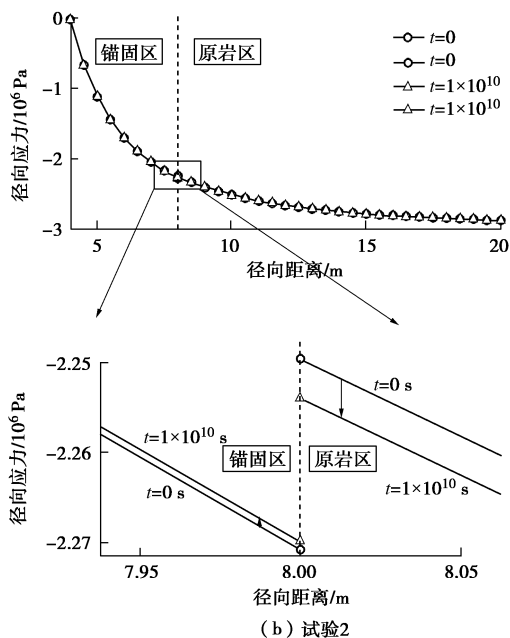 0
-1
-2
-3
径向应力/10⁶ Pa
锚固区
原岩区
t=0
t=0
t=1×10¹⁰
t=1×10¹⁰
5
10
15
20
径向距离/m
-2.25
-2.26
-2.27
径向应力/10⁶ Pa
t=0 s
t=1×10¹⁰ s
锚固区
原岩区
t=0 s
t=1×10¹⁰ s
7.95
8.00
8.05
径向距离/m
（b）试验2